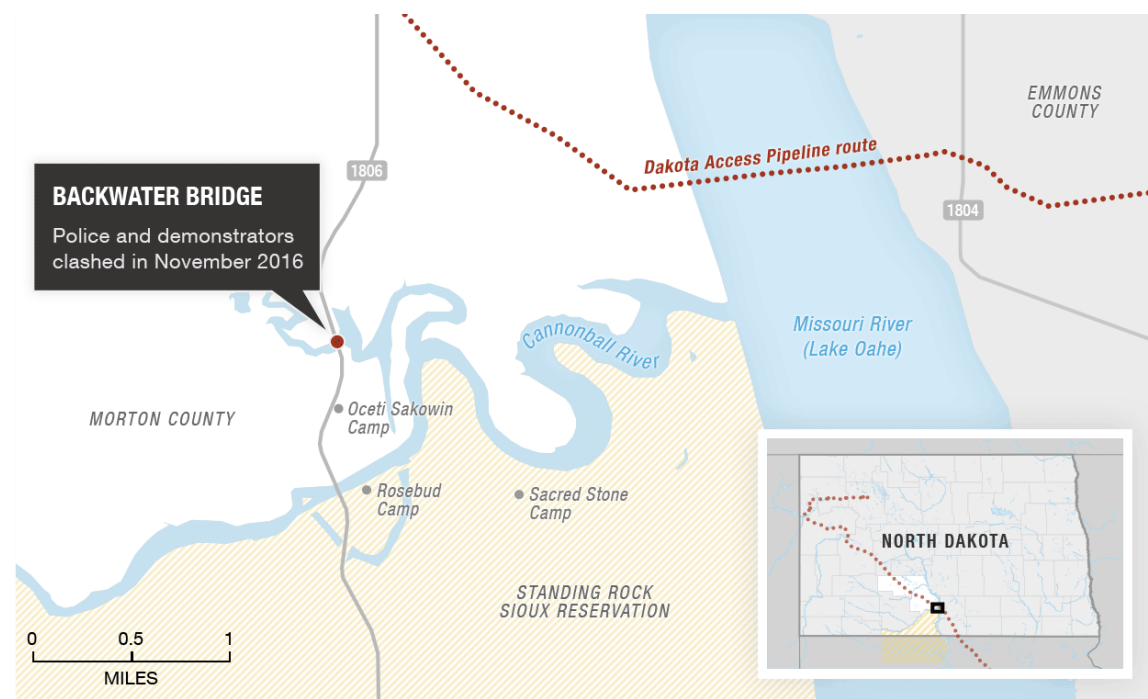 EMMONS
COUNTY
Dakota Access Pipeline route
1806
BACKWATER BRIDGE
Police and demonstrators
clashed in November 2016
1804
Missouri River
(Lake Oahe)
Cannonball River
MORTON COUNTY
Oceti Sakowin
Camp
Rosebud
Camp
Sacred Stone
Camp
STANDING ROCK
SIOUX RESERVATION
NORTH DAKOTA
0 0.5 1
MILES